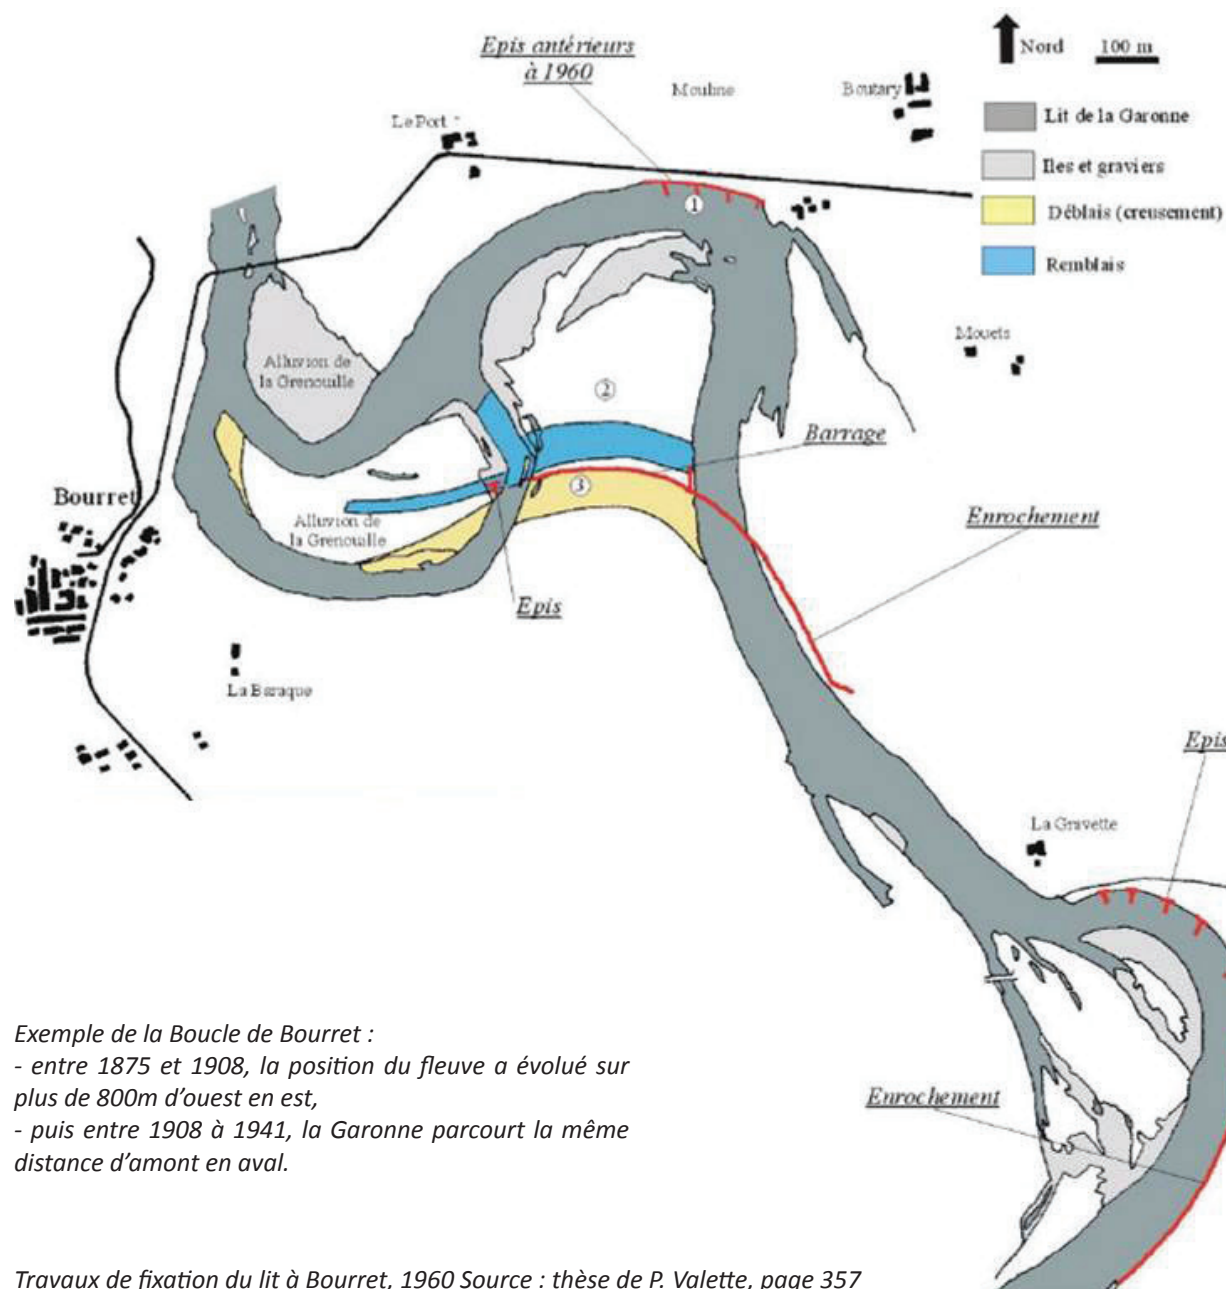 Epis antérieurs
à 1960
Mouline
Boutary
Nord
100 m
Le Port
Lit de la Garonne
Iles et graviers
Déblais (creusement)
Remblais
1
Mouets
Alluvion de
la Grenouille
2
Barrage
3
Bourret
Alluvion de
la Grenouille
Enrochement
Epis
La Baraque
Epis
La Gravette
Exemple de la Boucle de Bourret :
- entre 1875 et 1908, la position du fleuve a évolué sur
plus de 800m d’ouest en est,
- puis entre 1908 à 1941, la Garonne parcourt la même
distance d’amont en aval.
Enrochement
Travaux de fixation du lit à Bourret, 1960 Source : thèse de P. Valette, page 357